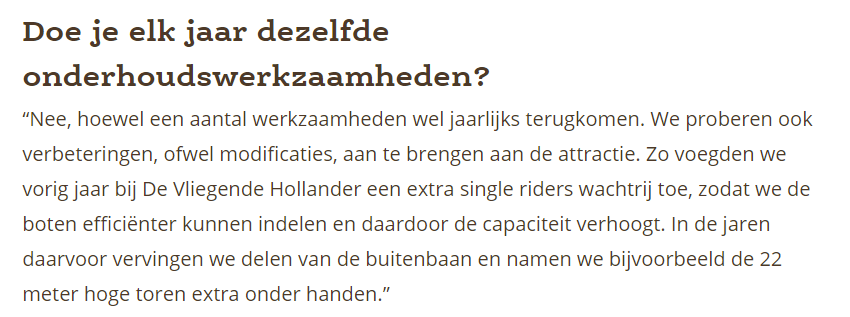 Doe je elk jaar dezelfde
onderhoudswerkzaamheden?
“Nee, hoewel een aantal werkzaamheden wel jaarlijks terugkomen. We proberen ook
verbeteringen, ofwel modificaties, aan te brengen aan de attractie. Zo voegden we
vorig jaar bij De Vliegende Hollander een extra single riders wachtrij toe, zodat we de
boten efficiënter kunnen indelen en daardoor de capaciteit verhoogt. In de jaren
daarvoor vervingen we delen van de buitenbaan en namen we bijvoorbeeld de 22
meter hoge toren extra onder handen.”